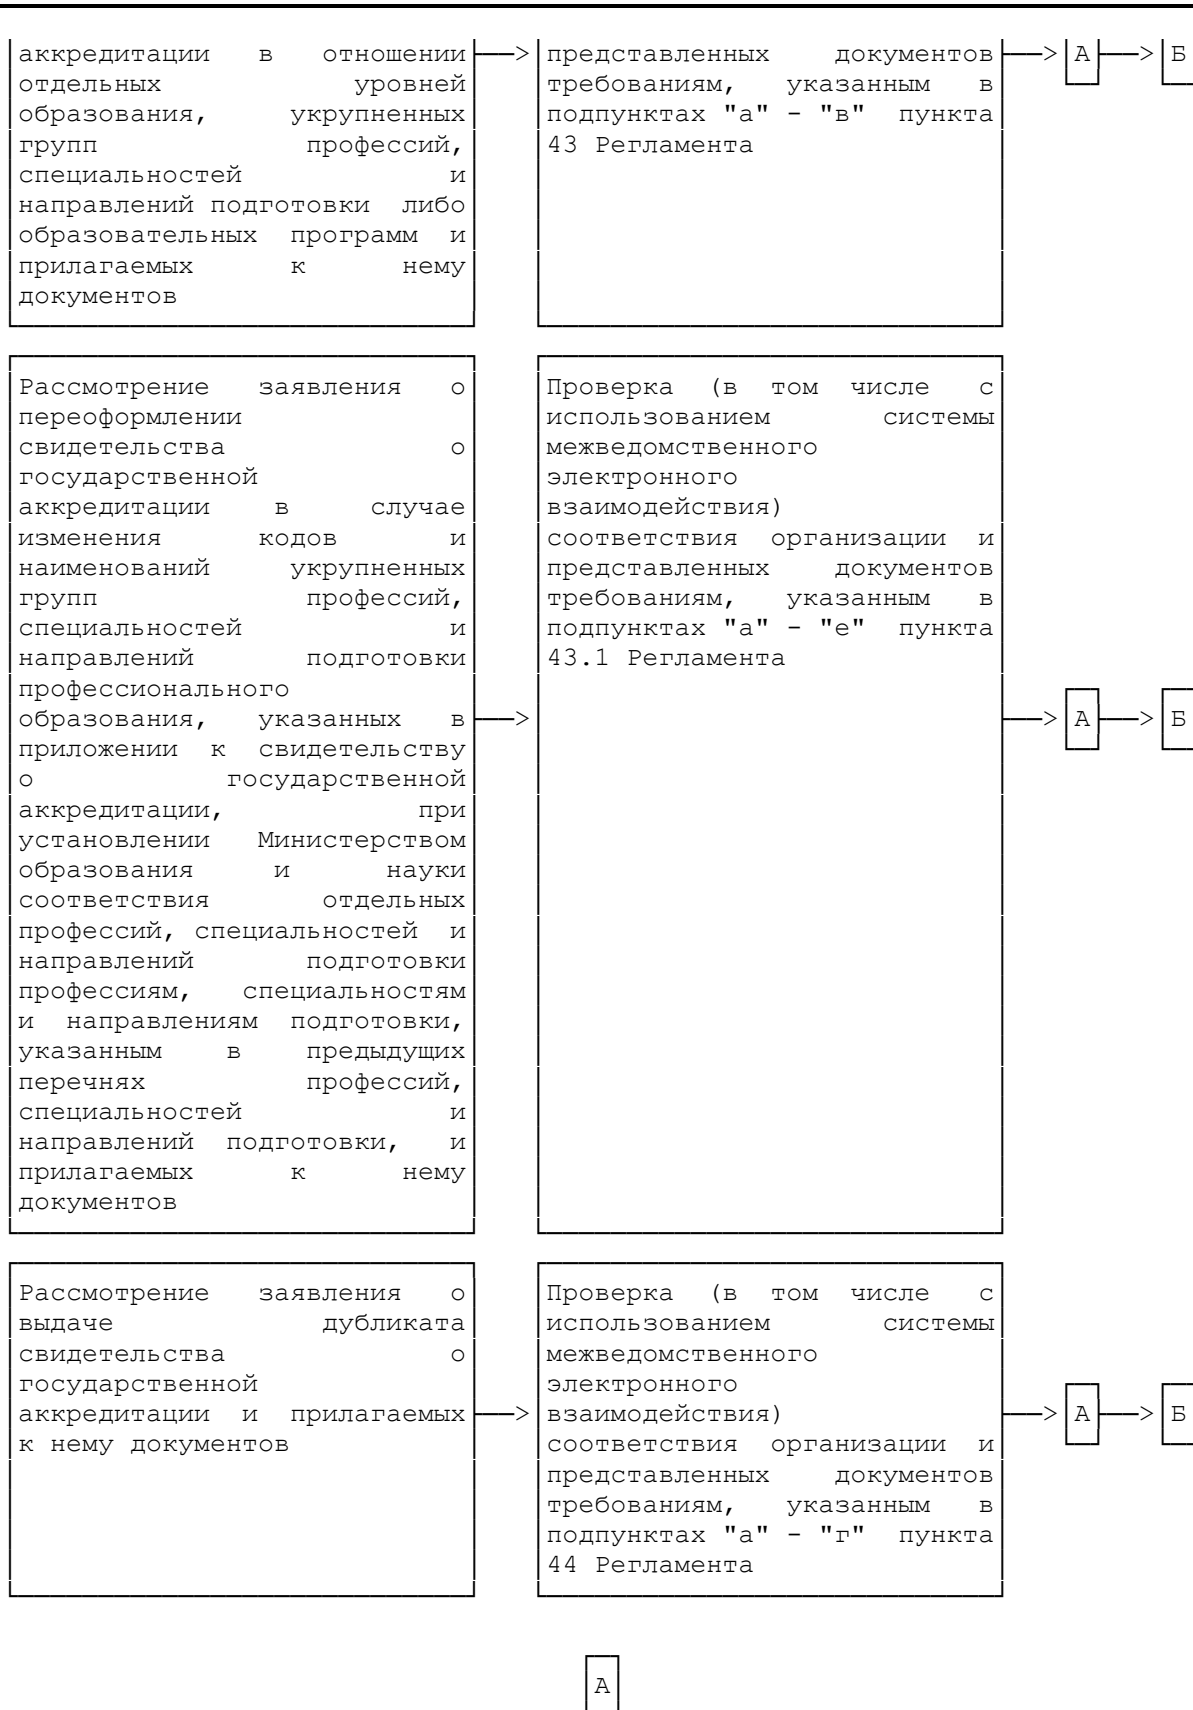 аккредитации в отношении
отдельных уровней
образования, укрупненных
групп профессий,
специальностей и
направлений подготовки либо
образовательных программ и
прилагаемых к нему
документов
представленных документов
требованиям, указанным в
подпунктах "а" - "в" пункта
43 Регламента
А
Б
Рассмотрение заявления о
переоформлении
свидетельства о
государственной
аккредитации в случае
изменения кодов и
наименований укрупненных
групп профессий,
специальностей и
направлений подготовки
профессионального
образования, указанных в
приложении к свидетельству
о государственной
аккредитации, при
установлении Министерством
образования и науки
соответствия отдельных
профессий, специальностей и
направлений подготовки
профессиям, специальностям
и направлениям подготовки,
указанным в предыдущих
перечнях профессий,
специальностей и
направлений подготовки, и
прилагаемых к нему
документов
Проверка (в том числе с
использованием системы
межведомственного
электронного
взаимодействия)
соответствия организации и
представленных документов
требованиям, указанным в
подпунктах "а" - "е" пункта
43.1 Регламента
А
Б
Рассмотрение заявления о
выдаче дубликата
свидетельства о
государственной
аккредитации и прилагаемых
к нему документов
Проверка (в том числе с
использованием системы
межведомственного
электронного
взаимодействия)
соответствия организации и
представленных документов
требованиям, указанным в
подпунктах "а" - "г" пункта
44 Регламента
А
Б
А